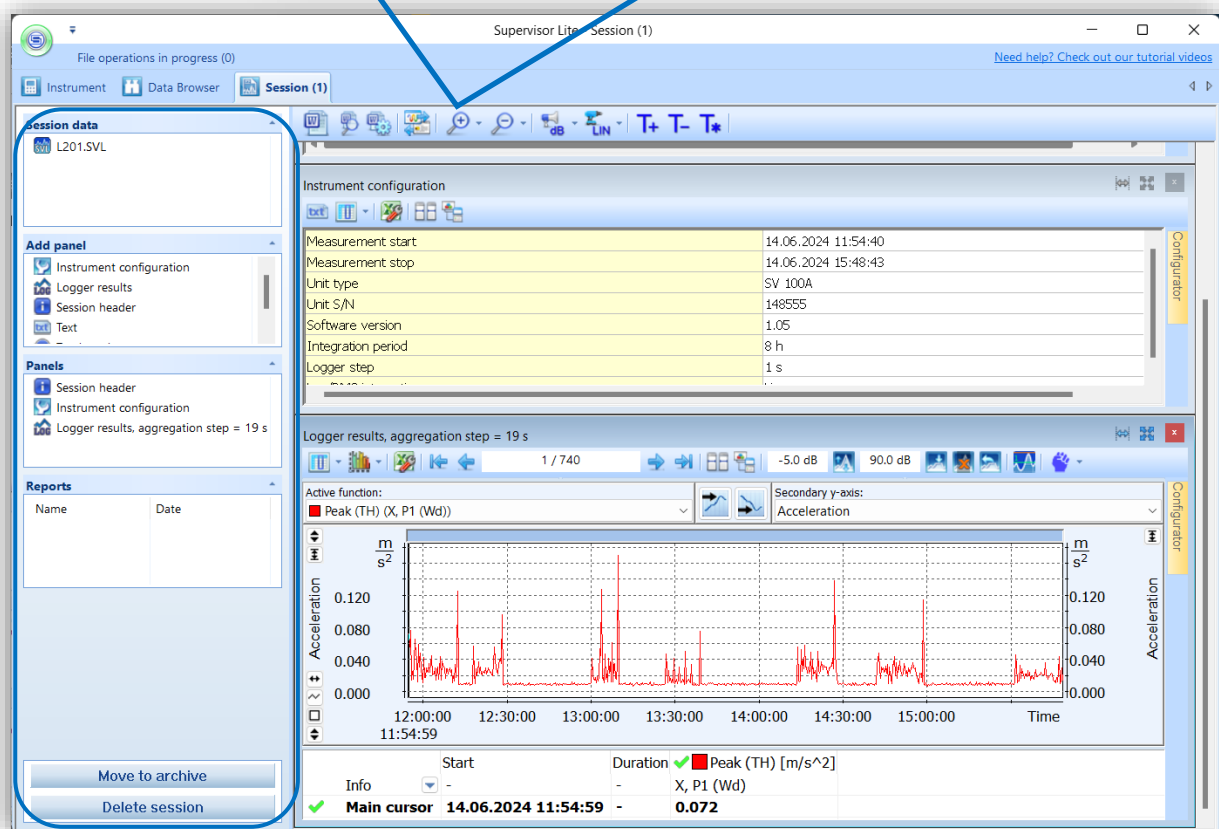 Supervisor Lite - Session (1)
File operations in progress (0)
Need help? Check out our tutorial videos
Instrument
Data Browser
Session (1)
Session data
L201.SVL
Add panel
Instrument configuration
Logger results
Session header
txt Text
Panels
Session header
Instrument configuration
Logger results, aggregation step = 19 s
Reports
Name Date
Move to archive
Delete session
dB LIN T+ T- T*
Instrument configuration
txt
Measurement start 14.06.2024 11:54:40
Measurement stop 14.06.2024 15:48:43
Unit type SV 100A
Unit S/N 148555
Software version 1.05
Integration period 8 h
Logger step 1 s
Configurator
Logger results, aggregation step = 19 s
1 / 740 -5.0 dB 90.0 dB
Active function:
Peak (TH) (X, P1 (Wd))
Secondary y-axis:
Acceleration
Configurator
m/s² m/s²
Acceleration
0.120 0.120
0.080 0.080
0.040 0.040
0.000 0.000
Acceleration
12:00:00 12:30:00 13:00:00 13:30:00 14:00:00 14:30:00 15:00:00 Time
11:54:59
Start Duration Peak (TH) [m/s^2]
Info - - X, P1 (Wd)
Main cursor 14.06.2024 11:54:59 - 0.072